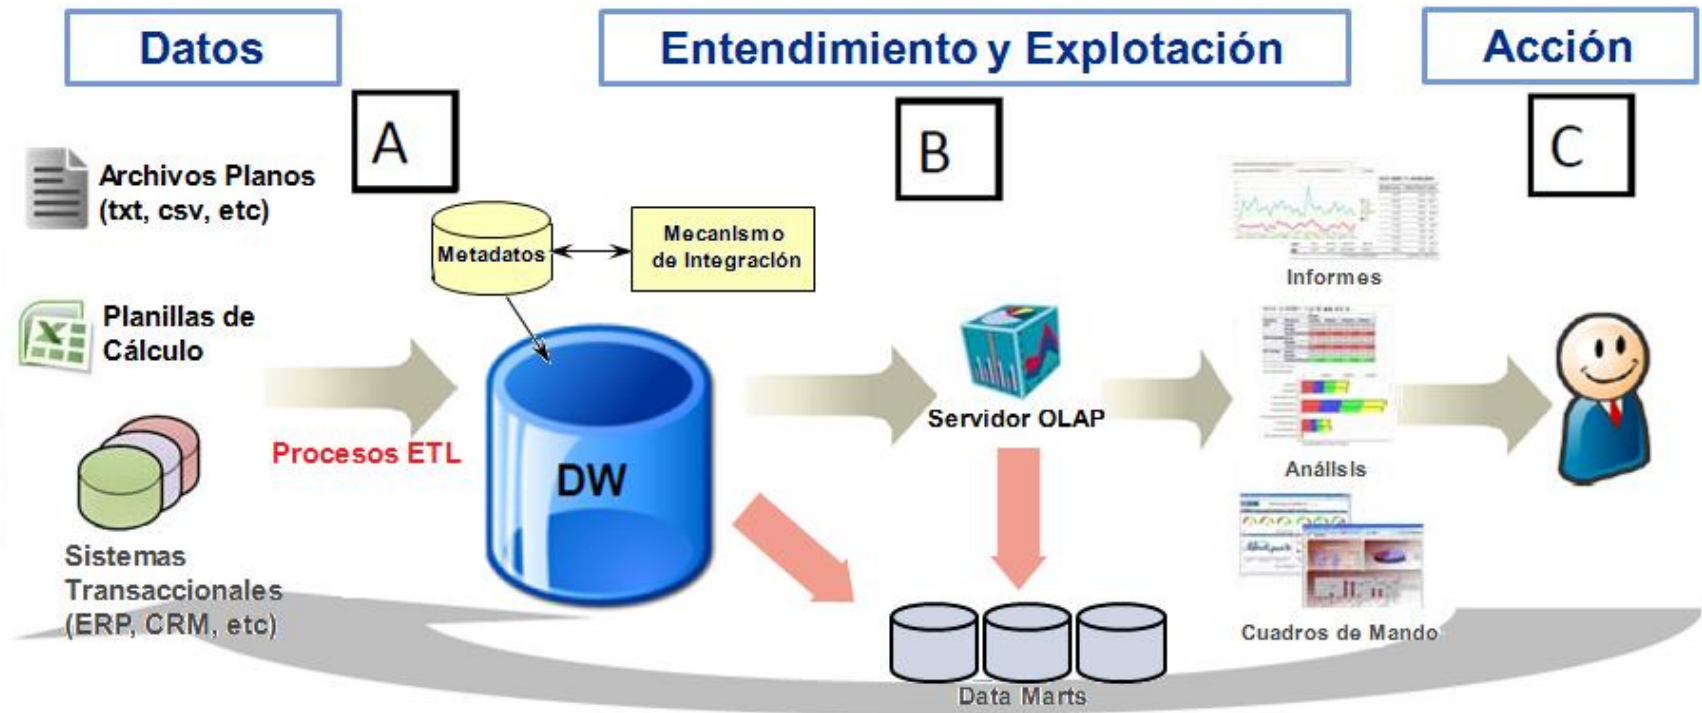 Datos
Entendimiento y Explotación
Acción
A
B
C
Archivos Planos
(txt, csv, etc)
Metadatos
Mecanismo
de Integración
Informes
Planillas de
Cálculo
Servidor OLAP
Procesos ETL
DW
Análisis
Sistemas
Transaccionales
(ERP, CRM, etc)
Cuadros de Mando
Data Marts